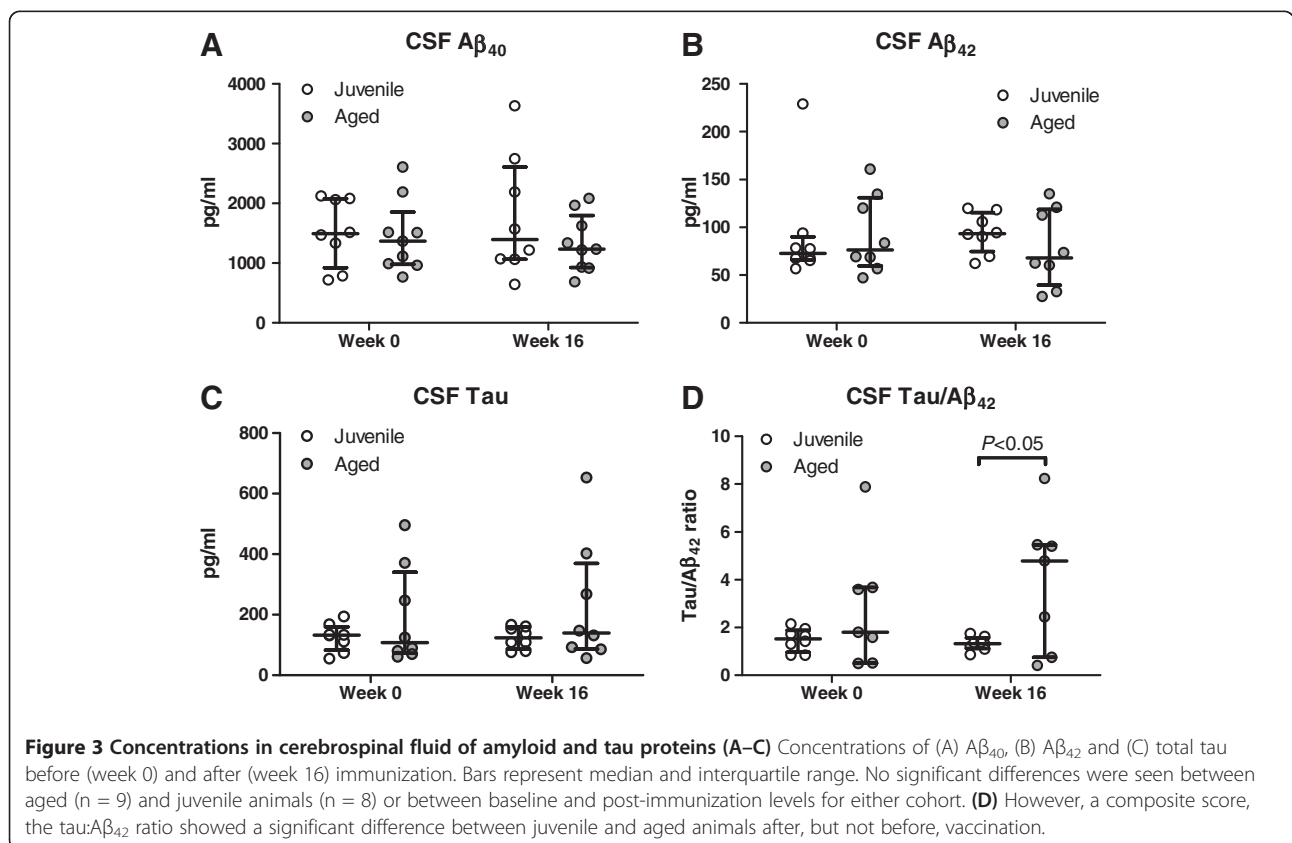 A
CSF Aβ40
4000
3000
2000
1000
0
pg/ml
Juvenile
Aged
Week 0
Week 16
B
CSF Aβ42
250
200
150
100
50
0
pg/ml
Juvenile
Aged
Week 0
Week 16
C
CSF Tau
800
600
400
200
0
pg/ml
Juvenile
Aged
Week 0
Week 16
D
CSF Tau/Aβ42
10
8
6
4
2
0
Tau/Aβ42 ratio
Juvenile
Aged
P<0.05
Week 0
Week 16
Figure 3 Concentrations in cerebrospinal fluid of amyloid and tau proteins (A–C) Concentrations of (A) Aβ40, (B) Aβ42 and (C) total tau
before (week 0) and after (week 16) immunization. Bars represent median and interquartile range. No significant differences were seen between
aged (n = 9) and juvenile animals (n = 8) or between baseline and post-immunization levels for either cohort. (D) However, a composite score,
the tau:Aβ42 ratio showed a significant difference between juvenile and aged animals after, but not before, vaccination.